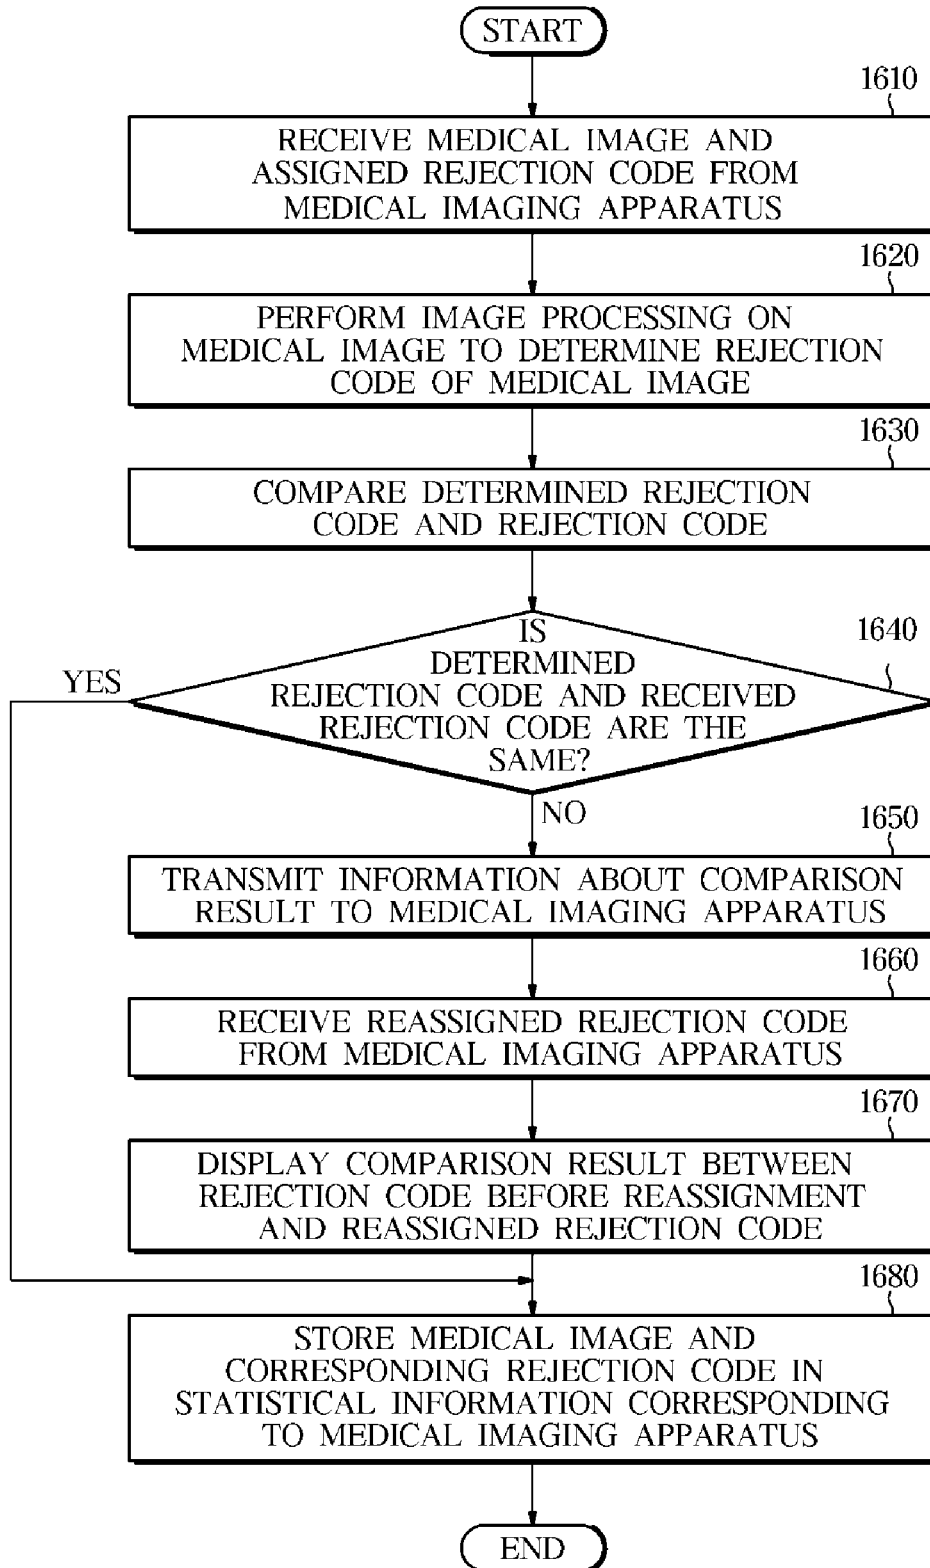 START
1610
RECEIVE MEDICAL IMAGE AND
ASSIGNED REJECTION CODE FROM
MEDICAL IMAGING APPARATUS
1620
PERFORM IMAGE PROCESSING ON
MEDICAL IMAGE TO DETERMINE REJECTION
CODE OF MEDICAL IMAGE
1630
COMPARE DETERMINED REJECTION
CODE AND REJECTION CODE
1640
IS
DETERMINED
REJECTION CODE AND RECEIVED
REJECTION CODE ARE THE
SAME?
YES
NO
1650
TRANSMIT INFORMATION ABOUT COMPARISON
RESULT TO MEDICAL IMAGING APPARATUS
1660
RECEIVE REASSIGNED REJECTION CODE
FROM MEDICAL IMAGING APPARATUS
1670
DISPLAY COMPARISON RESULT BETWEEN
REJECTION CODE BEFORE REASSIGNMENT
AND REASSIGNED REJECTION CODE
1680
STORE MEDICAL IMAGE AND
CORRESPONDING REJECTION CODE IN
STATISTICAL INFORMATION CORRESPONDING
TO MEDICAL IMAGING APPARATUS
END